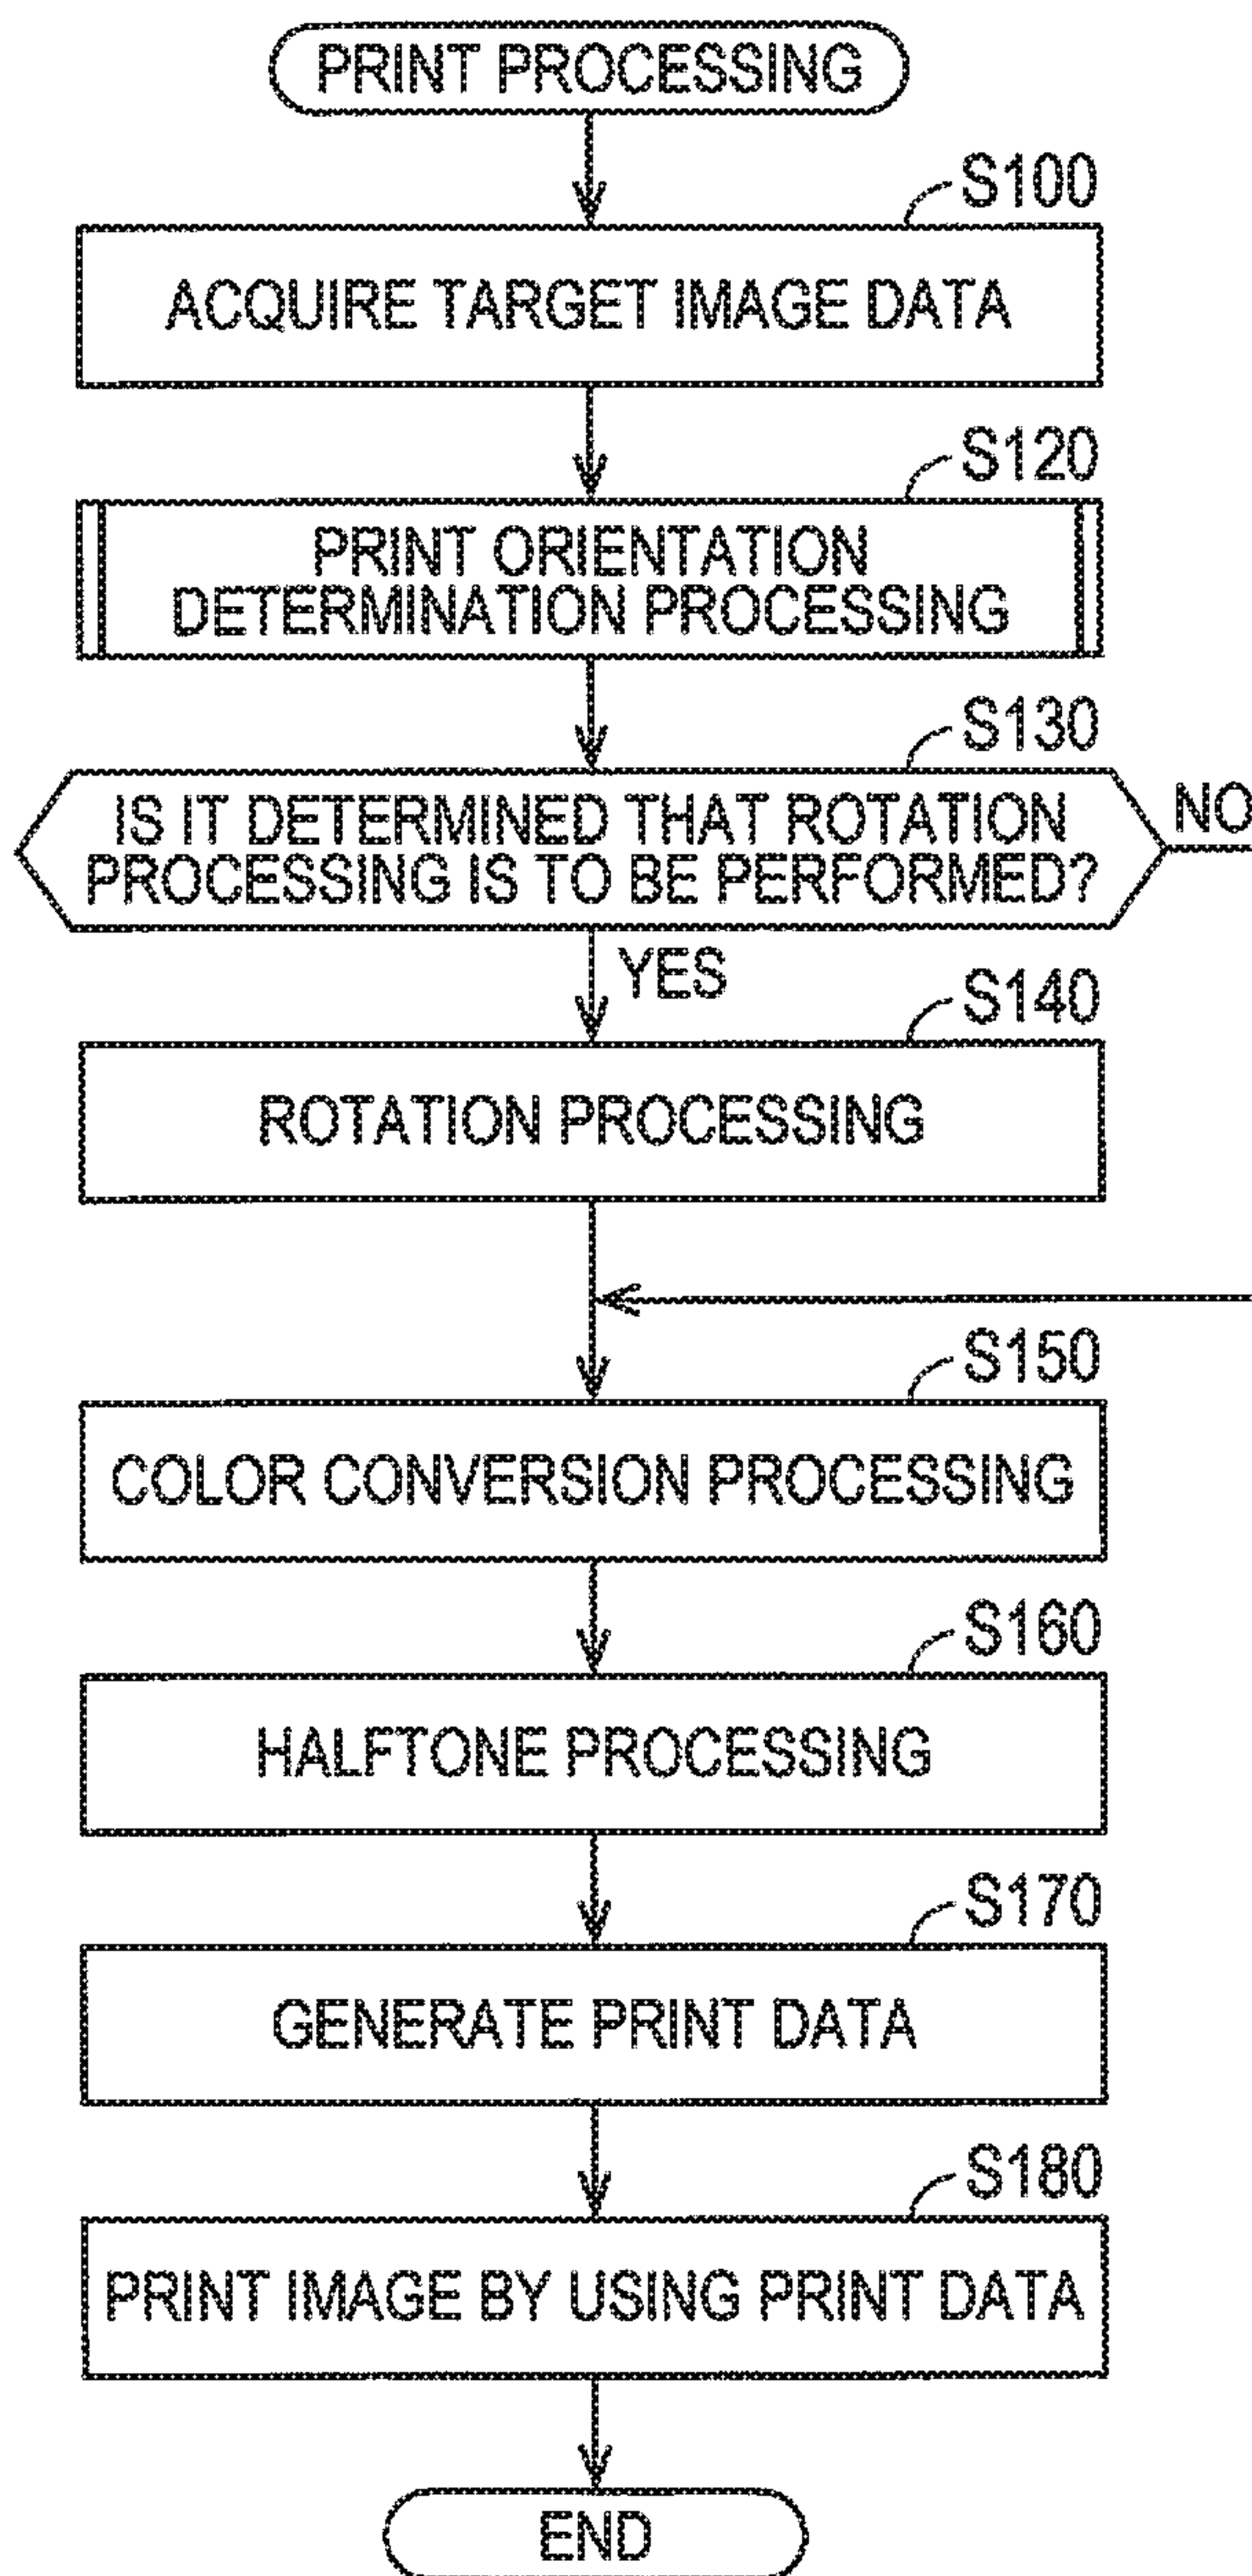 PRINT PROCESSING
S100
ACQUIRE TARGET IMAGE DATA
S120
PRINT ORIENTATION
DETERMINATION PROCESSING
S130
IS IT DETERMINED THAT ROTATION
PROCESSING IS TO BE PERFORMED?
NO
YES
S140
ROTATION PROCESSING
S150
COLOR CONVERSION PROCESSING
S160
HALFTONE PROCESSING
S170
GENERATE PRINT DATA
S180
PRINT IMAGE BY USING PRINT DATA
END